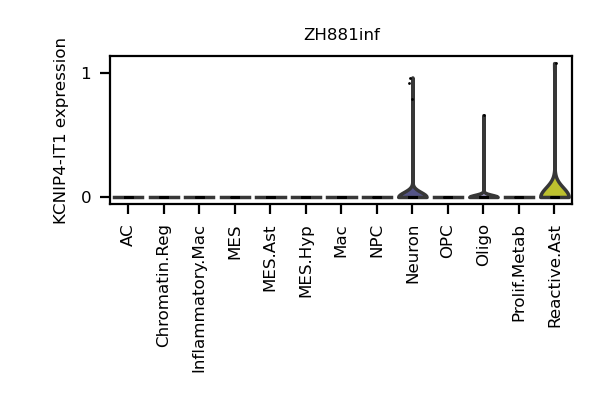 ZH881inf
KCNIP4-IT1 expression
1
0
AC
Chromatin.Reg
Inflammatory.Mac
MES
MES.Ast
MES.Hyp
Mac
NPC
Neuron
OPC
Oligo
Prolif.Metab
Reactive.Ast